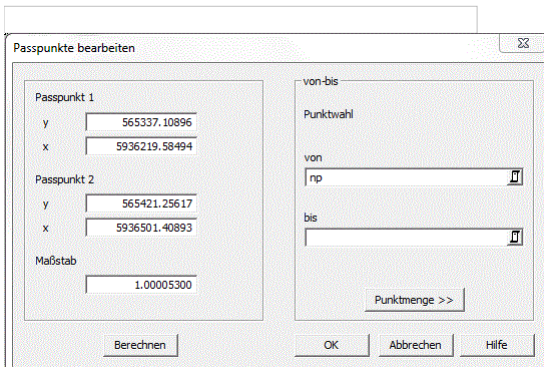 Passpunkte bearbeiten
Passpunkt 1
y 565337.10896
x 5936219.58494
Passpunkt 2
y 565421.25617
x 5936501.40893
Maßstab
1.00005300
Berechnen
von-bis
Punktwahl
von
np
bis
Punktmenge >>
OK Abbrechen Hilfe